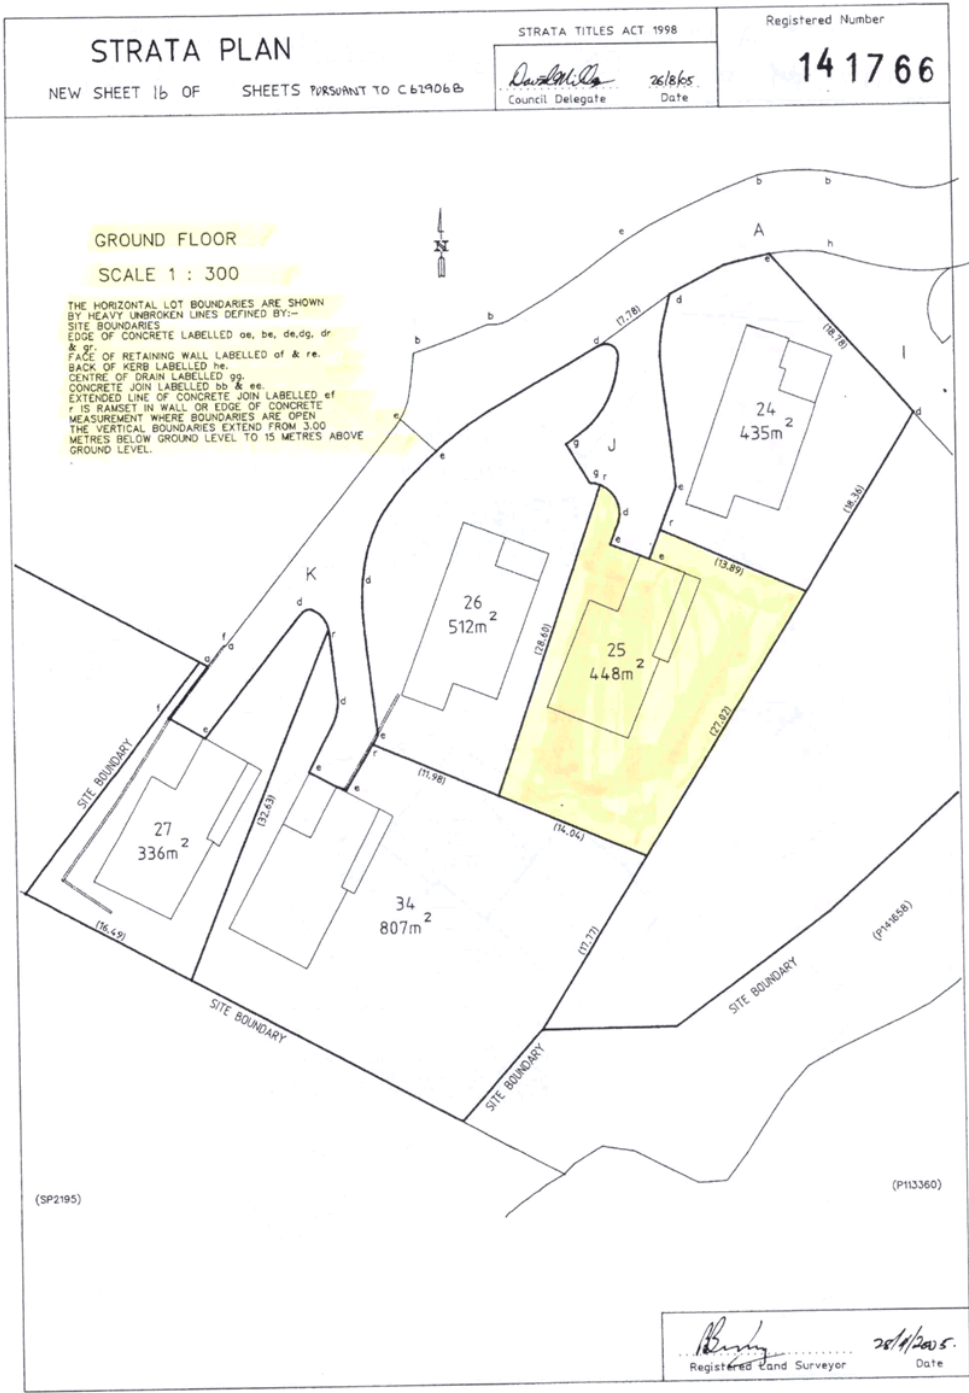 STRATA PLAN
NEW SHEET 16 OF SHEETS PURSUANT TO C629068
STRATA TITLES ACT 1998
26/8/05
Council Delegate Date
Registered Number
141766
GROUND FLOOR
SCALE 1 : 300
THE HORIZONTAL LOT BOUNDARIES ARE SHOWN
BY HEAVY UNBROKEN LINES DEFINED BY:-
SITE BOUNDARIES
EDGE OF CONCRETE LABELLED ae, be, de,dg, dr
& gr.
FACE OF RETAINING WALL LABELLED af & re.
BACK OF KERB LABELLED he.
CENTRE OF DRAIN LABELLED gg.
CONCRETE JOIN LABELLED bb & ee.
EXTENDED LINE OF CONCRETE JOIN LABELLED ef
r IS RAMSET IN WALL OR EDGE OF CONCRETE
MEASUREMENT WHERE BOUNDARIES ARE OPEN
THE VERTICAL BOUNDARIES EXTEND FROM 3.00
METRES BELOW GROUND LEVEL TO 15 METRES ABOVE
GROUND LEVEL.
N
b b
e
A
h
e
d
(7.78)
b
b
d
(18.78)
I
24
435m²
d
e
e
g
J
g r
d
e
(18.36)
r
e
e
(13.89)
K
d
d
26
512m²
(28.60)
25
448m²
f
a
a
r
d
f
e
e
r
(27.02)
SITE BOUNDARY
(11.98)
e
e
(14.04)
(32.63)
27
336m²
34
807m²
(16.49)
(17.77)
(P141658)
SITE BOUNDARY
SITE BOUNDARY
SITE BOUNDARY
(SP2195)
(P113360)
28/4/2005.
Registered Land Surveyor Date